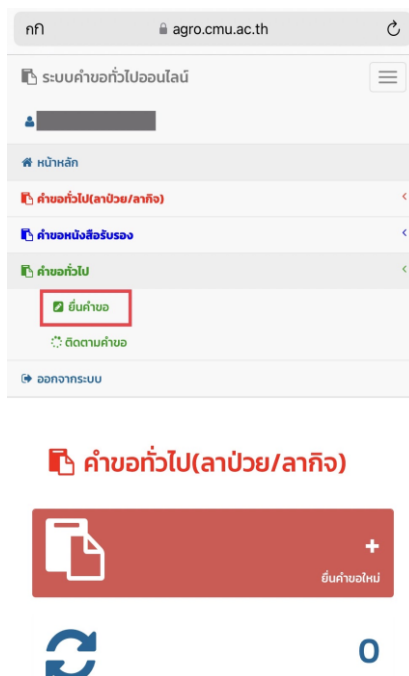 กก
agro.cmu.ac.th
ระบบคำขอทั่วไปออนไลน์
หน้าหลัก
คำขอทั่วไป(ลาป่วย/ลากิจ)
คำขอหนังสือรับรอง
คำขอทั่วไป
ยื่นคำขอ
ติดตามคำขอ
ออกจากระบบ
คำขอทั่วไป(ลาป่วย/ลากิจ)
+
ยื่นคำขอใหม่
0